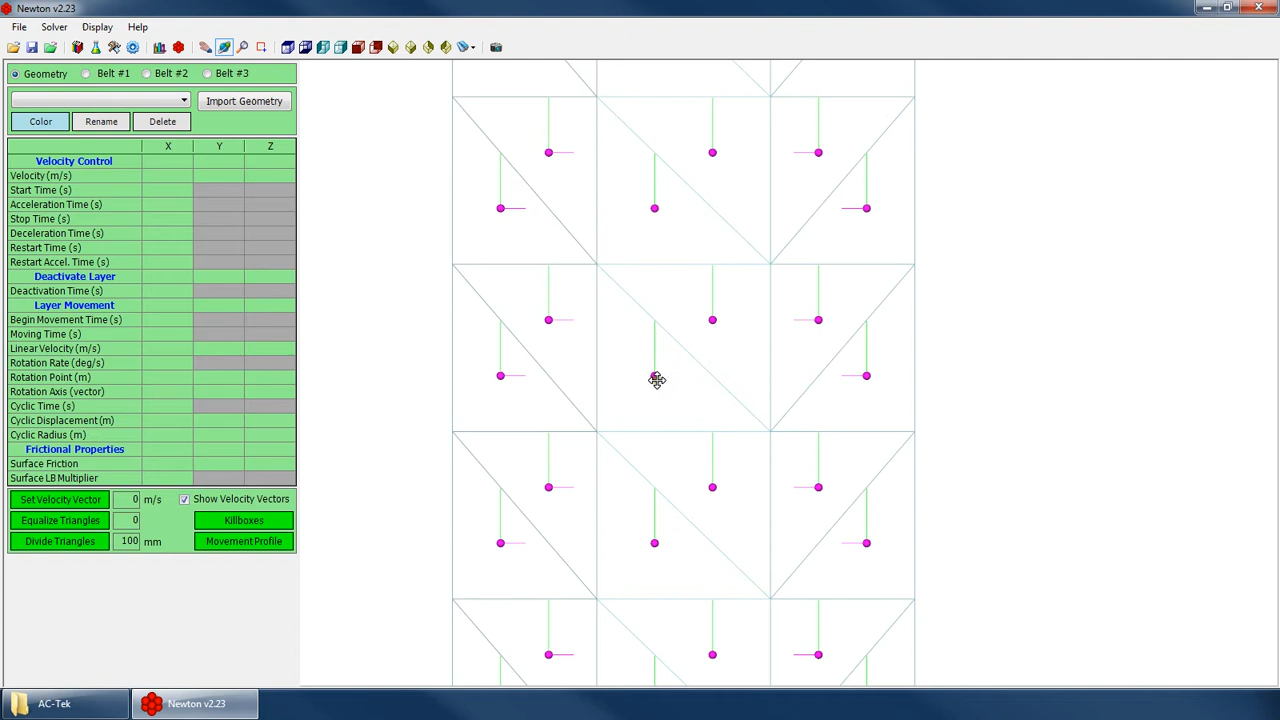 Newton v2.23
File Solver Display Help
Geometry Belt #1 Belt #2 Belt #3
Import Geometry
Color Rename Delete
X Y Z
Velocity Control
Velocity (m/s)
Start Time (s)
Acceleration Time (s)
Stop Time (s)
Deceleration Time (s)
Restart Time (s)
Restart Accel. Time (s)
Deactivate Layer
Deactivation Time (s)
Layer Movement
Begin Movement Time (s)
Moving Time (s)
Linear Velocity (m/s)
Rotation Rate (deg/s)
Rotation Point (m)
Rotation Axis (vector)
Cyclic Time (s)
Cyclic Displacement (m)
Cyclic Radius (m)
Frictional Properties
Surface Friction
Surface LB Multiplier
Set Velocity Vector 0 m/s Show Velocity Vectors
Equalize Triangles 0 Killboxes
Divide Triangles 100 mm Movement Profile
AC-Tek Newton v2.23